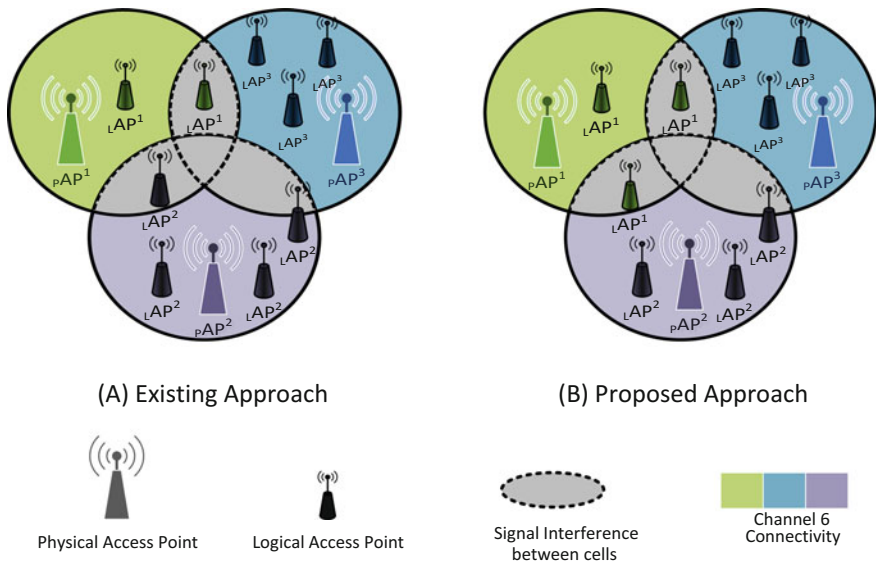 LAP³
LAP³
LAP¹
LAP¹
LAP³
PAP¹
PAP³
LAP²
LAP²
LAP²
PAP²
LAP²
(A) Existing Approach
LAP³
LAP³
LAP¹
LAP¹
LAP³
PAP¹
PAP³
LAP¹
LAP²
LAP²
PAP²
LAP²
(B) Proposed Approach
Physical Access Point
Logical Access Point
Signal Interference
between cells
Channel 6
Connectivity